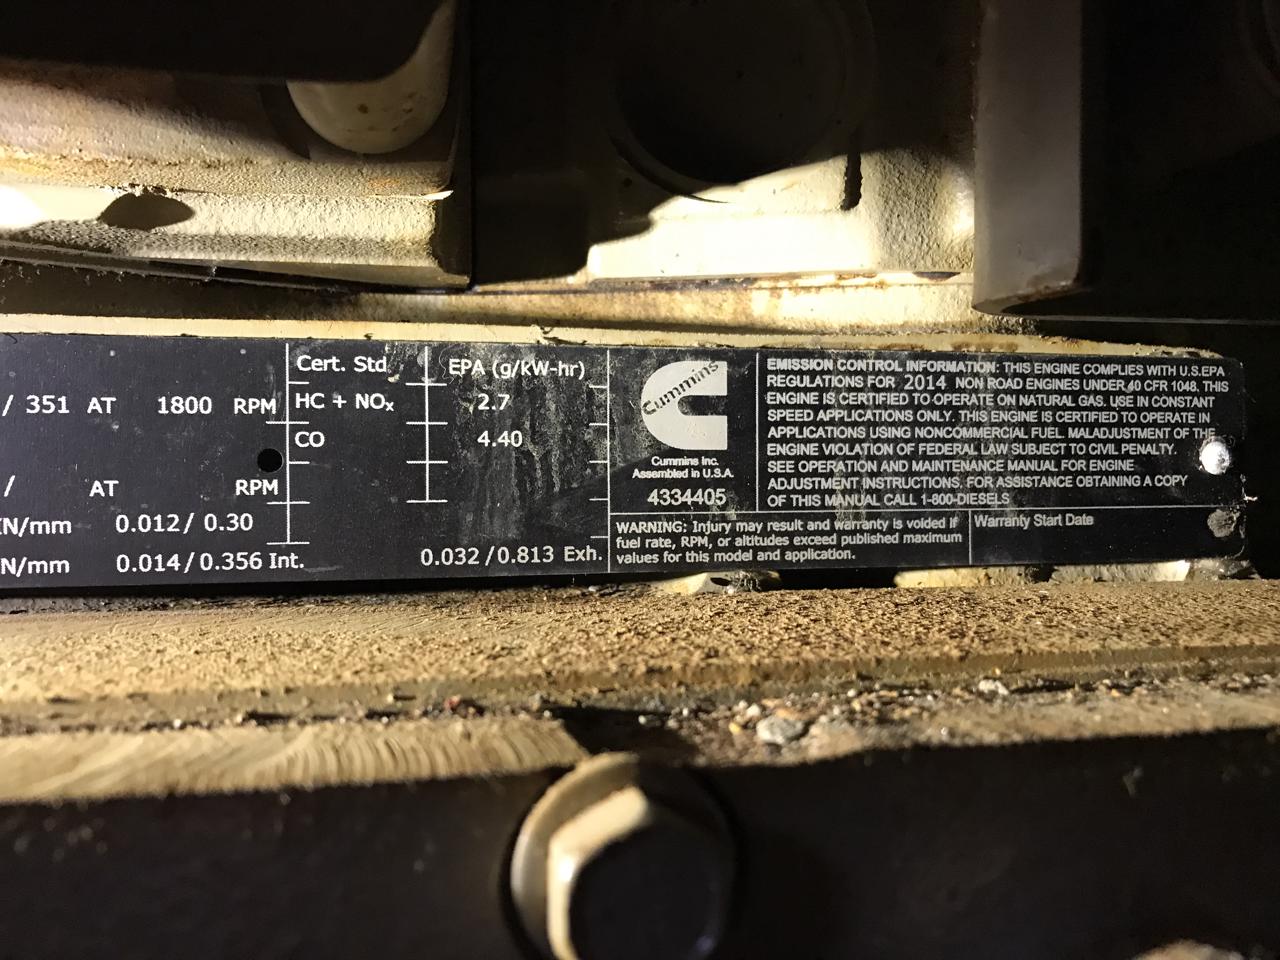 / 351 AT 1800 RPM
/ AT RPM
N/mm 0.012 / 0.30
N/mm 0.014 / 0.356 Int. 0.032 / 0.813 Exh.
Cert. Std EPA (g/kW-hr)
HC + NOx 2.7
CO 4.40
Cummins
Cummins Inc.
Assembled in U.S.A.
4334405
EMISSION CONTROL INFORMATION: THIS ENGINE COMPLIES WITH U.S.EPA
REGULATIONS FOR 2014 NON ROAD ENGINES UNDER 40 CFR 1048. THIS
ENGINE IS CERTIFIED TO OPERATE ON NATURAL GAS. USE IN CONSTANT
SPEED APPLICATIONS ONLY. THIS ENGINE IS CERTIFIED TO OPERATE IN
APPLICATIONS USING NONCOMMERCIAL FUEL. MALADJUSTMENT OF THE
ENGINE VIOLATION OF FEDERAL LAW SUBJECT TO CIVIL PENALTY.
SEE OPERATION AND MAINTENANCE MANUAL FOR ENGINE
ADJUSTMENT INSTRUCTIONS. FOR ASSISTANCE OBTAINING A COPY
OF THIS MANUAL CALL 1-800-DIESELS
WARNING: Injury may result and warranty is voided if
fuel rate, RPM, or altitudes exceed published maximum
values for this model and application.
Warranty Start Date